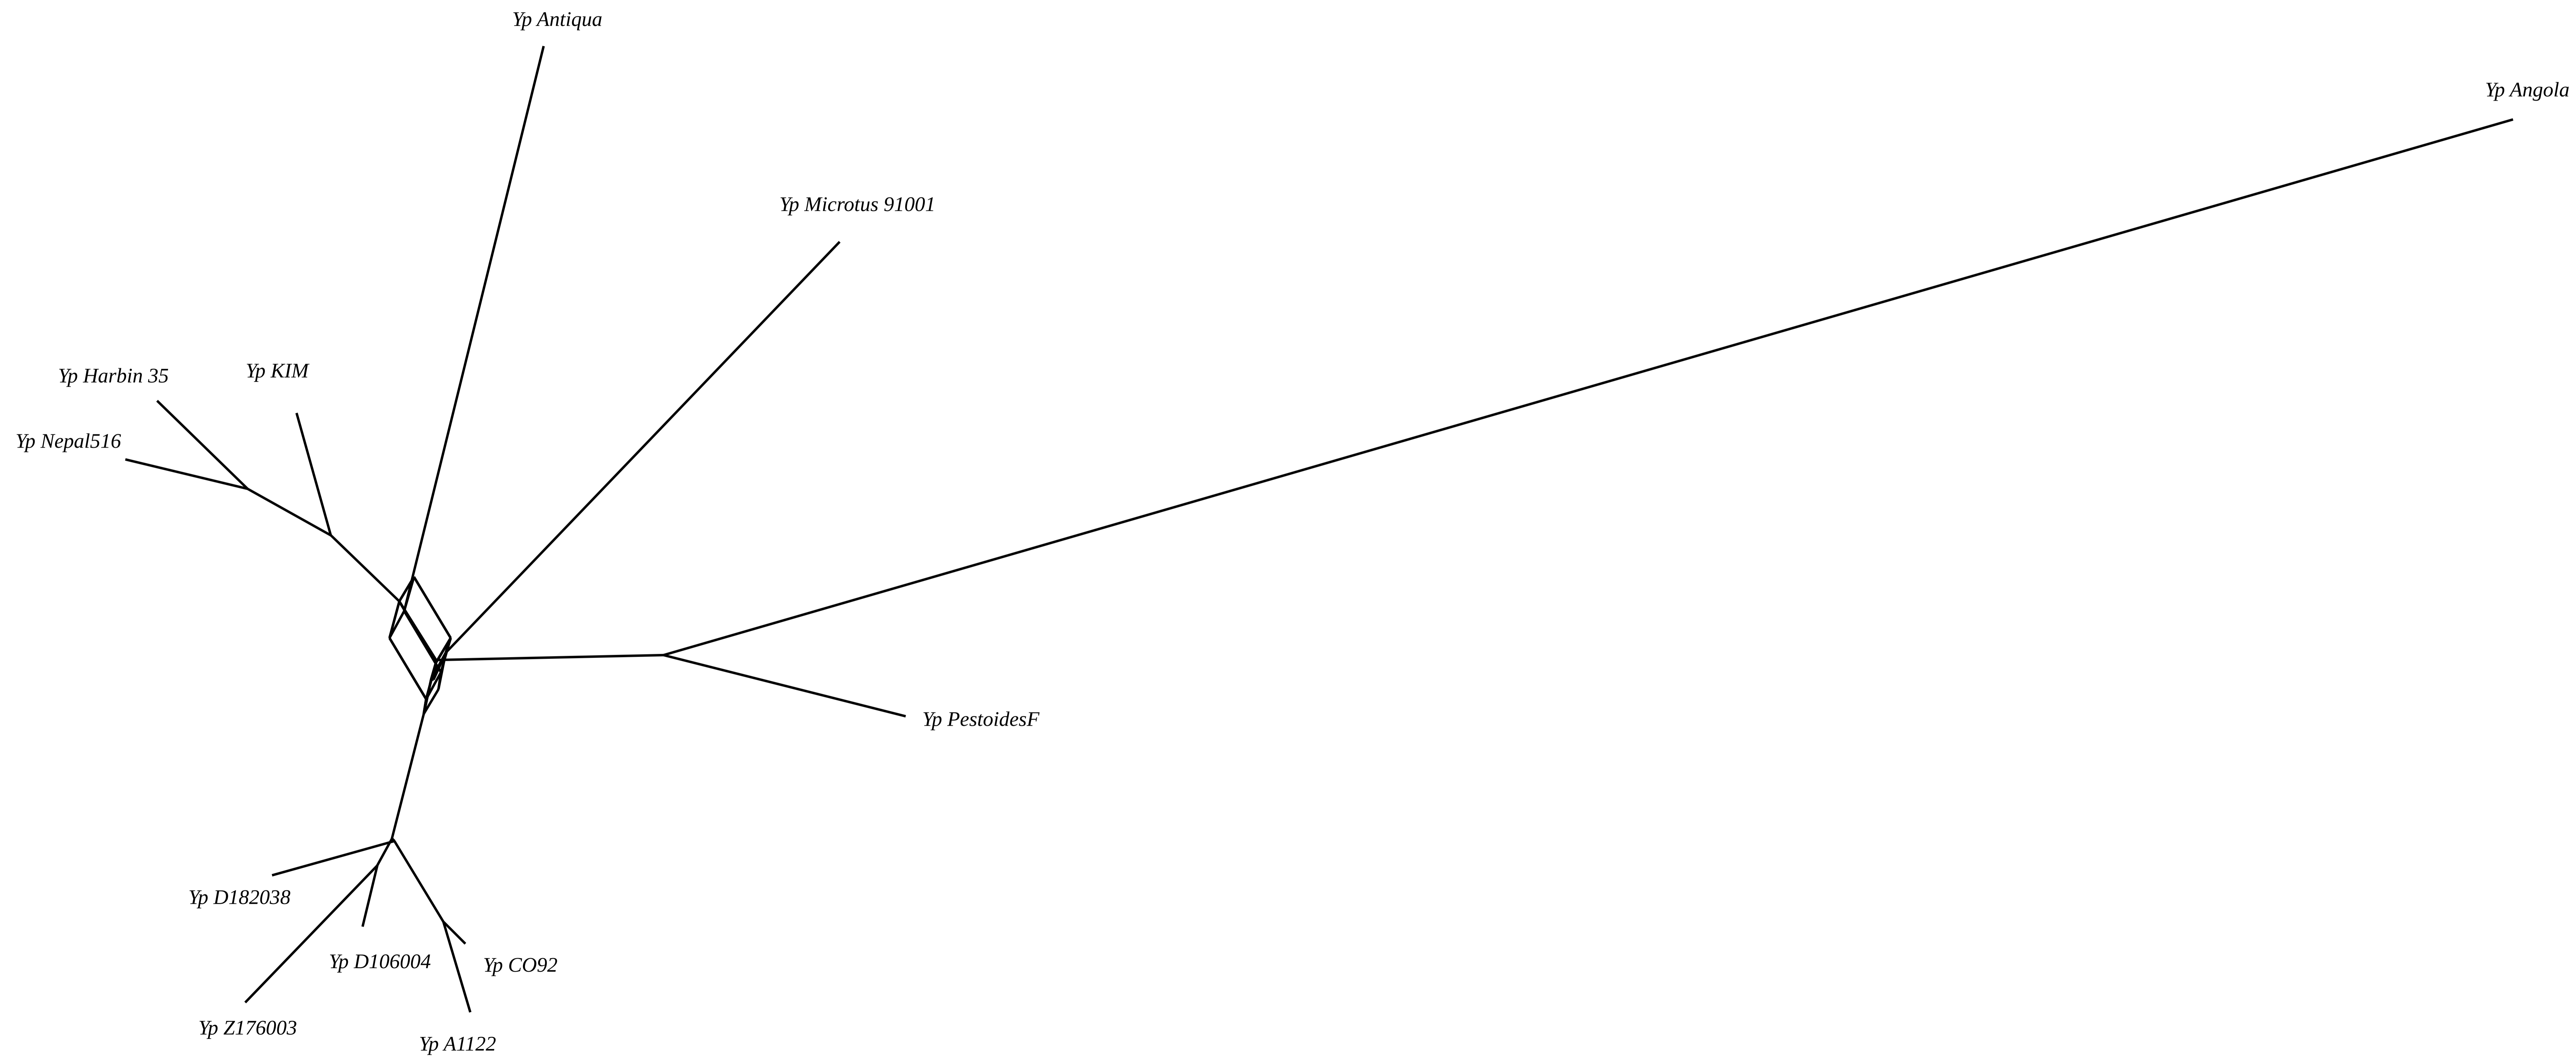 Yp Antiqua
Yp Angola
Yp Microtus 91001
Yp Harbin 35
Yp KIM
Yp Nepal516
Yp PestoidesF
Yp D182038
Yp D106004
Yp CO92
Yp Z176003
Yp A1122